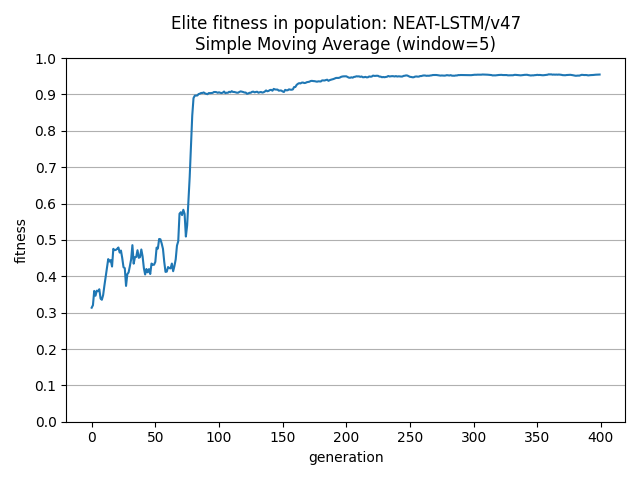 Elite fitness in population: NEAT-LSTM/v47
Simple Moving Average (window=5)
1.0
0.9
0.8
0.7
0.6
0.5
0.4
0.3
0.2
0.1
0.0
fitness
0 50 100 150 200 250 300 350 400
generation